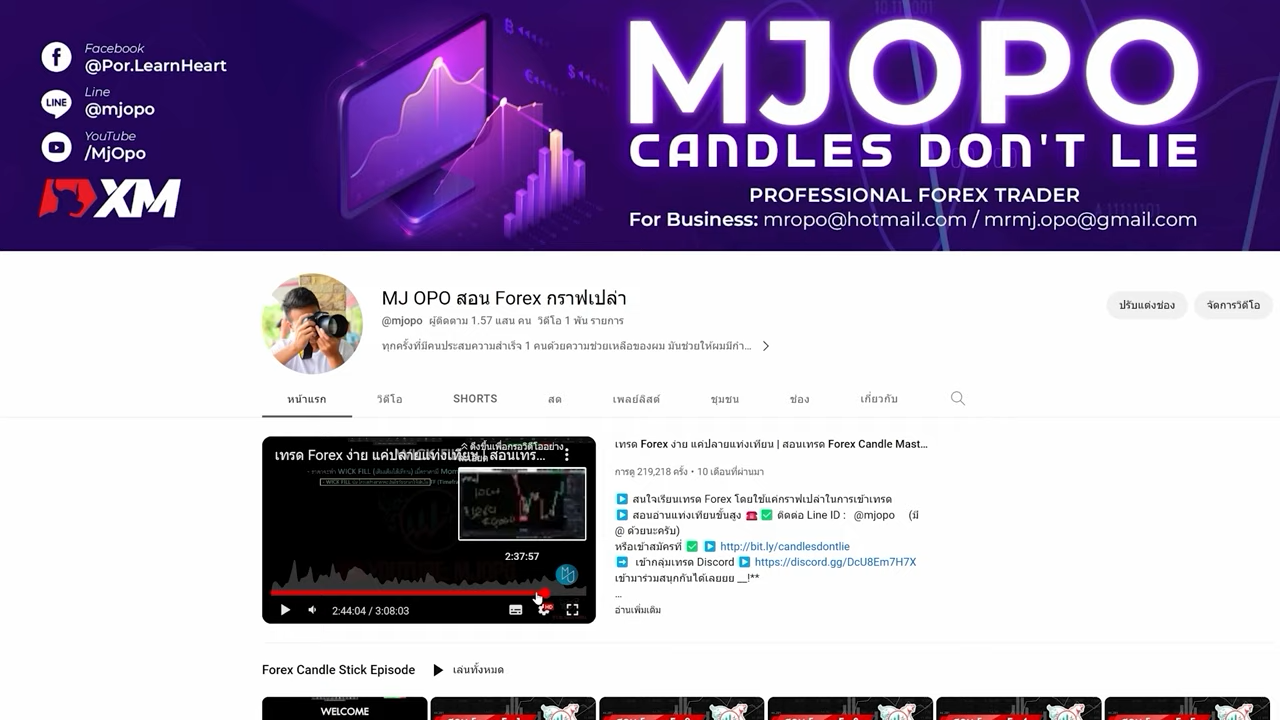 Facebook
@Por.LearnHeart
Line
@mjopo
YouTube
/MjOpo
XM
MJOPO
CANDLES DON'T LIE
PROFESSIONAL FOREX TRADER
For Business: mropo@hotmail.com / mrmj.opo@gmail.com
MJ OPO สอน Forex กราฟเปล่า
@mjopo ผู้ติดตาม 1.57 แสน คน วิดีโอ 1 พัน รายการ
ทุกครั้งที่มีคนประสบความสำเร็จ 1 คนด้วยความช่วยเหลือของผม มันช่วยให้ผมมีกำ...
ปรับแต่งช่อง
จัดการวิดีโอ
หน้าแรก วิดีโอ SHORTS สด เพลย์ลิสต์ ชุมชน ช่อง เกี่ยวกับ
เทรด Forex ง่าย แค่ปลายแท่งเทียน | สอนเทร...
ดึงขึ้นเพื่อกรอวิดีโออย่าง
2:37:57
2:44:04 / 3:08:03
เทรด Forex ง่าย แค่ปลายแท่งเทียน | สอนเทรด Forex Candle Mast...
การดู 219,218 ครั้ง • 10 เดือนที่ผ่านมา
สนใจเรียนเทรด Forex โดยใช้แค่กราฟเปล่าในการเข้าเทรด
สอนอ่านแท่งเทียนขั้นสูง ☎️ ✅ ติดต่อ Line ID : @mjopo (มี
@ ด้วยนะครับ)
หรือเข้าสมัครที่ ✅ ▶️ http://bit.ly/candlesdontlie
➡️ เข้ากลุ่มเทรด Discord ▶️ https://discord.gg/DcU8Em7H7X
เข้ามาร่วมสนุกกันได้เลยยย __!**
...
อ่านเพิ่มเติม
Forex Candle Stick Episode
เล่นทั้งหมด
WELCOME